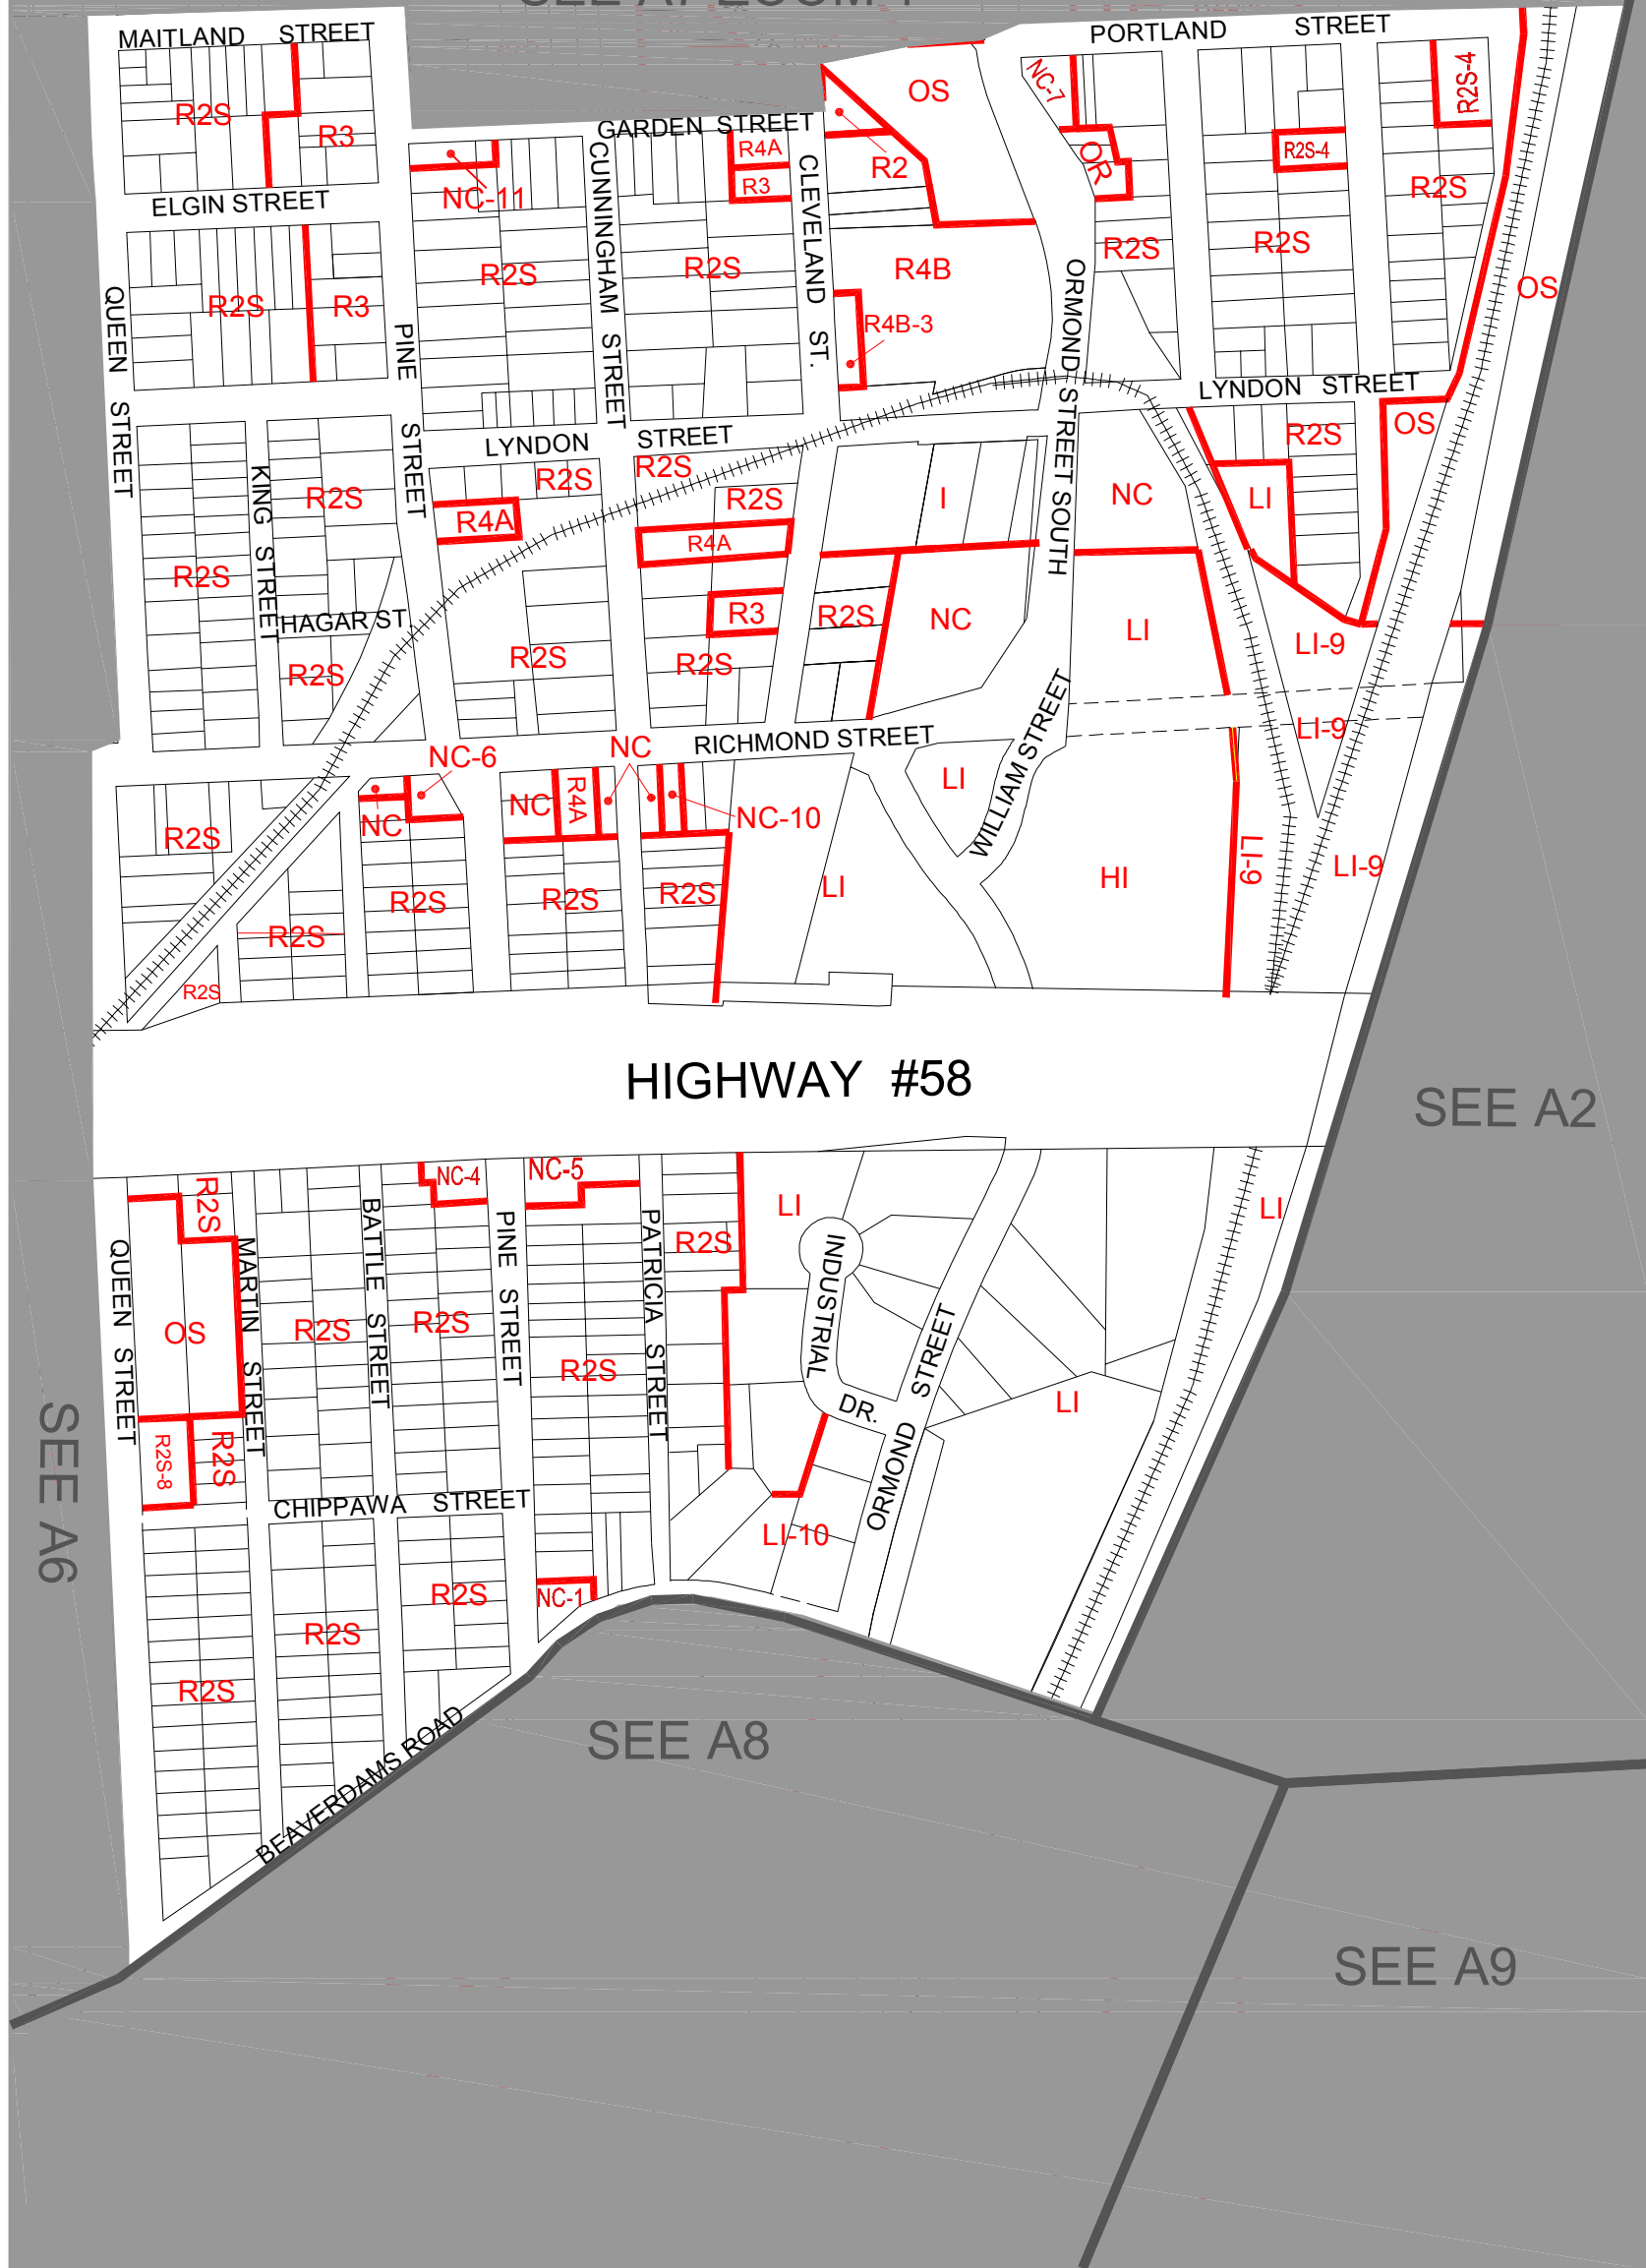 MAITLAND STREET
PORTLAND STREET
R2S
R3
OS
NC-7
R2S-4
GARDEN STREET
R4A
R3
R2
OR
R2S-4
R2S
NC-11
ELGIN STREET
CUNNINGHAM STREET
CLEVELAND ST.
R2S
R2S
R4B
R2S
R2S
OS
QUEEN STREET
R2S
R3
PINE STREET
R4B-3
ORMOND STREET SOUTH
LYNDON STREET
LYNDON STREET
R2S
R2S
OS
KING STREET
R2S
R2S
R4A
R2S
I
NC
LI
R4A
R2S
HAGAR ST.
R3
R2S
NC
LI
LI-9
R2S
R2S
R2S
WILLIAM STREET
RICHMOND STREET
LI-9
NC-6
NC
LI
NC
R4A
NC
NC-10
R2S
R2S
R2S
R2S
LI
HI
LI-9
LI-9
R2S
R2S
HIGHWAY #58
SEE A2
NC-4
NC-5
R2S
LI
LI
QUEEN STREET
MARTIN STREET
BATTLE STREET
PINE STREET
PATRICIA STREET
R2S
INDUSTRIAL DR.
OS
R2S
R2S
R2S
ORMOND STREET
LI
SEE A6
R2S-8
R2S
CHIPPAWA STREET
LI-10
R2S
NC-1
R2S
R2S
BEAVERDAMS ROAD
SEE A8
SEE A9